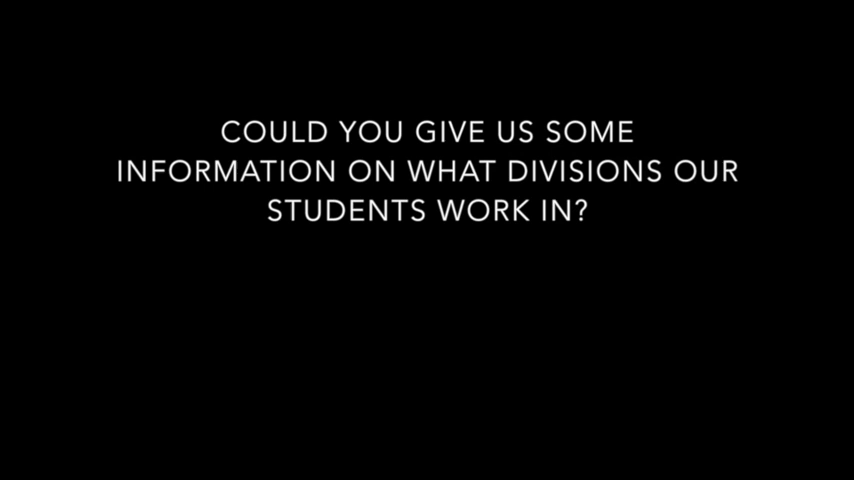 COULD YOU GIVE US SOME
INFORMATION ON WHAT DIVISIONS OUR
STUDENTS WORK IN?